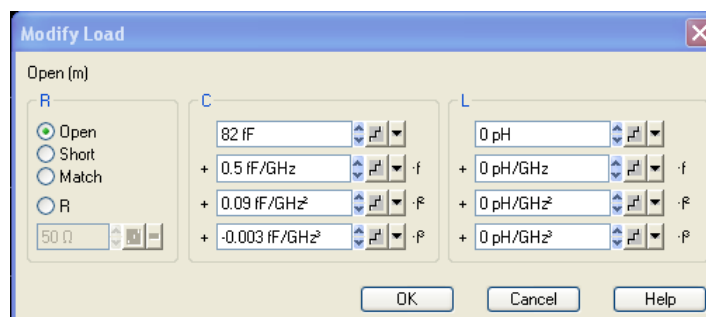 Modify Load
Open (m)
R
Open
Short
Match
R
50 Ω
C
82 fF
+ 0.5 fF/GHz ·f
+ 0.09 fF/GHz² ·f²
+ -0.003 fF/GHz³ ·f³
L
0 pH
+ 0 pH/GHz ·f
+ 0 pH/GHz² ·f²
+ 0 pH/GHz³ ·f³
OK Cancel Help